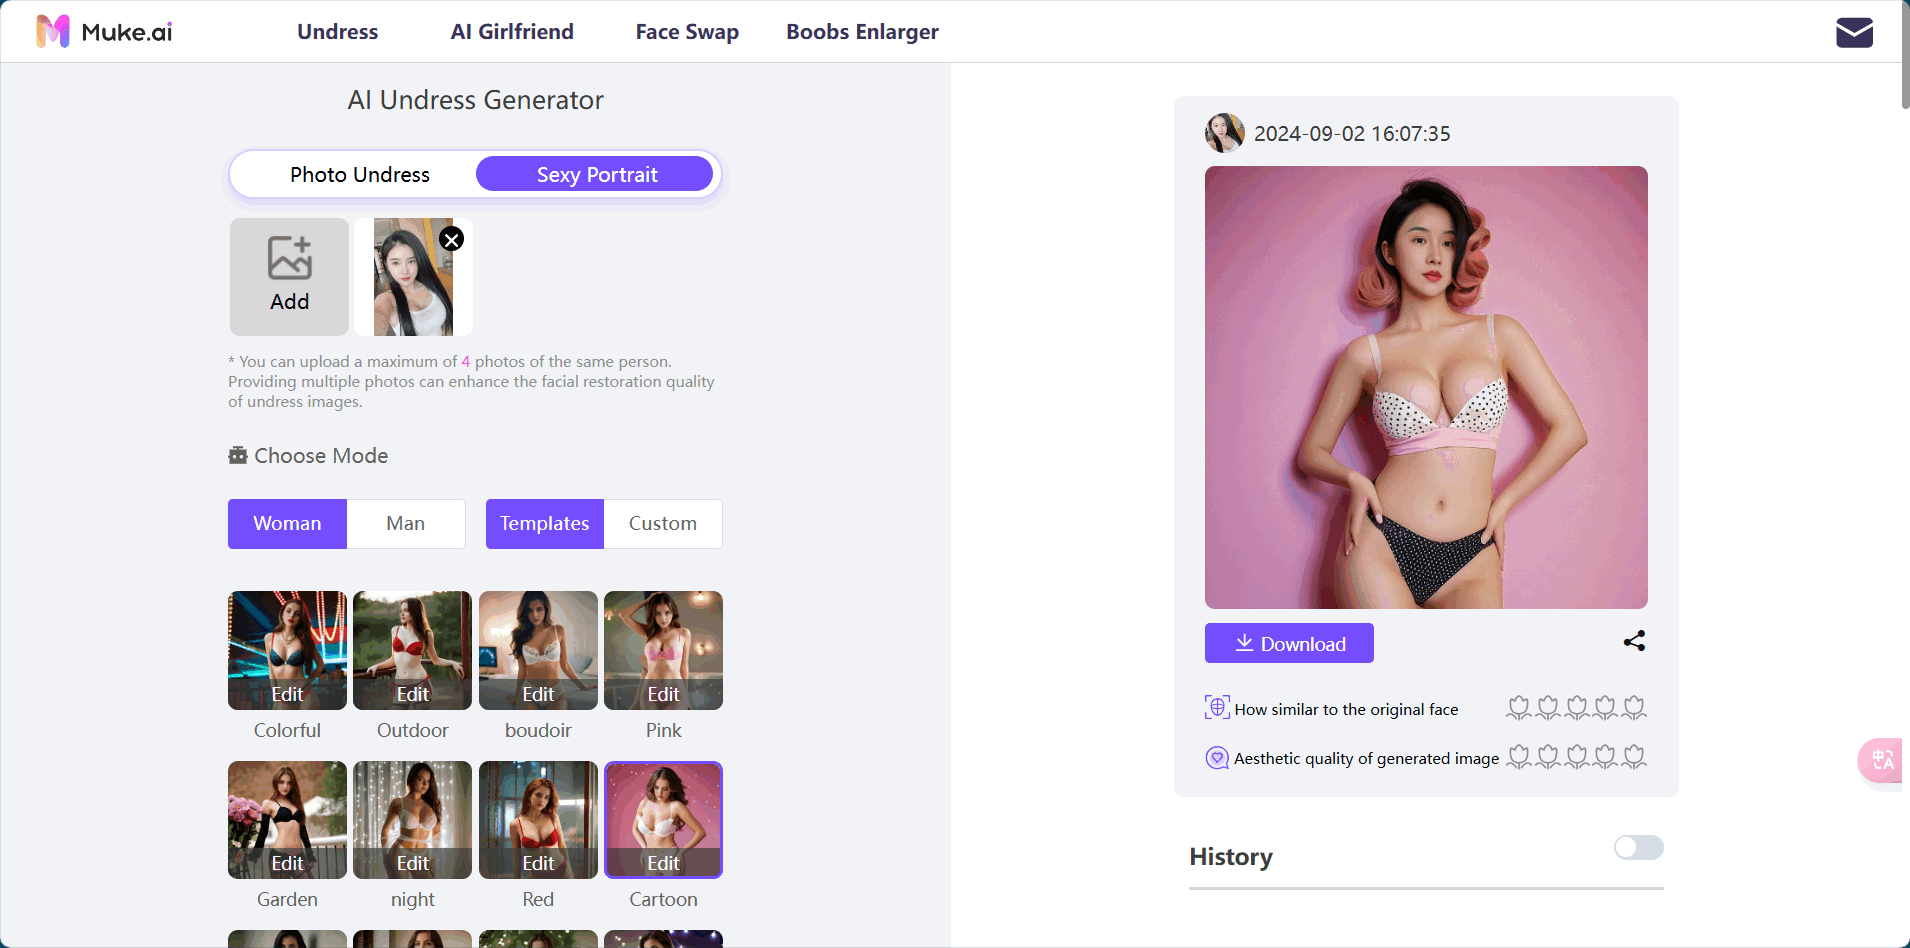 Muke.ai
Undress
AI Girlfriend
Face Swap
Boobs Enlarger
AI Undress Generator
Photo Undress
Sexy Portrait
Add
* You can upload a maximum of 4 photos of the same person.
Providing multiple photos can enhance the facial restoration quality
of undress images.
Choose Mode
Woman
Man
Templates
Custom
Edit
Edit
Edit
Edit
Colorful
Outdoor
boudoir
Pink
Edit
Edit
Edit
Edit
Garden
night
Red
Cartoon
2024-09-02 16:07:35
Download
How similar to the original face
Aesthetic quality of generated image
History
中
A